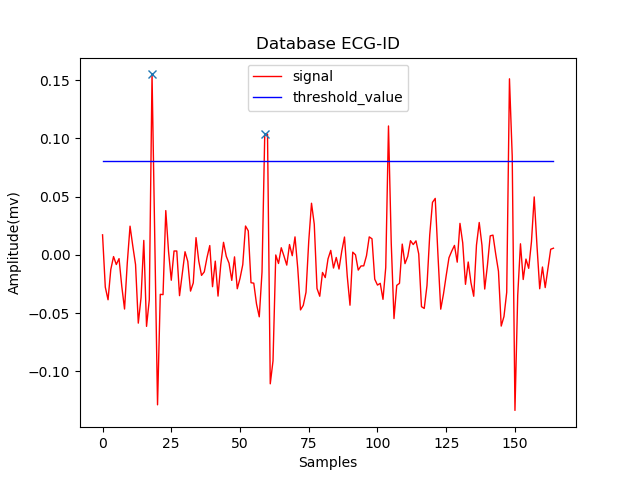 Database ECG-ID
signal
threshold_value
Amplitude(mv)
0.15
0.10
0.05
0.00
−0.05
−0.10
0 25 50 75 100 125 150
Samples